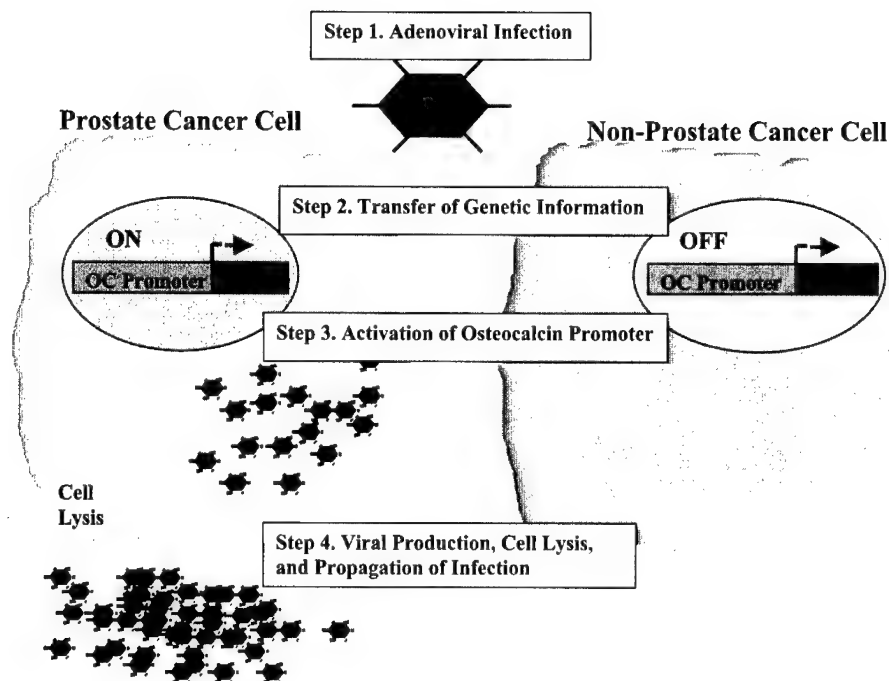 Step 1. Adenoviral Infection
Prostate Cancer Cell
Non-Prostate Cancer Cell
Step 2. Transfer of Genetic Information
ON
OC Promoter
OFF
OC Promoter
Step 3. Activation of Osteocalcin Promoter
Cell
Lysis
Step 4. Viral Production, Cell Lysis,
and Propagation of Infection